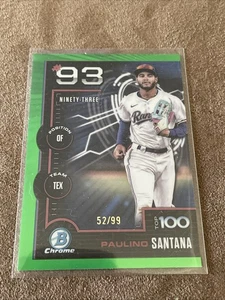 93
NINETY-THREE
POSITION
OF
TEAM
TEX
52/99
TOP 100
PAULINO SANTANA
B
Chrome